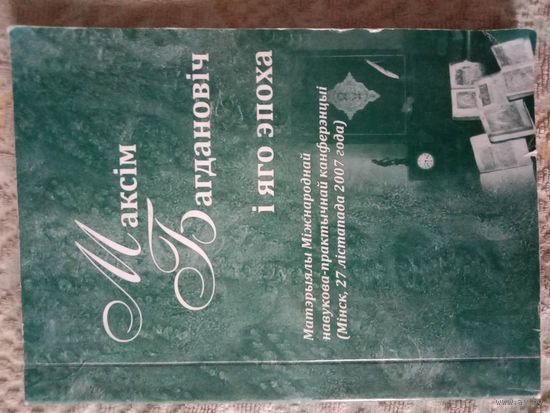 Максім
Багдановіч
і яго эпоха
Матэрыялы Міжнароднай
навукова-практычнай канферэнцыі
(Мінск, 27 лістапада 2007 года)